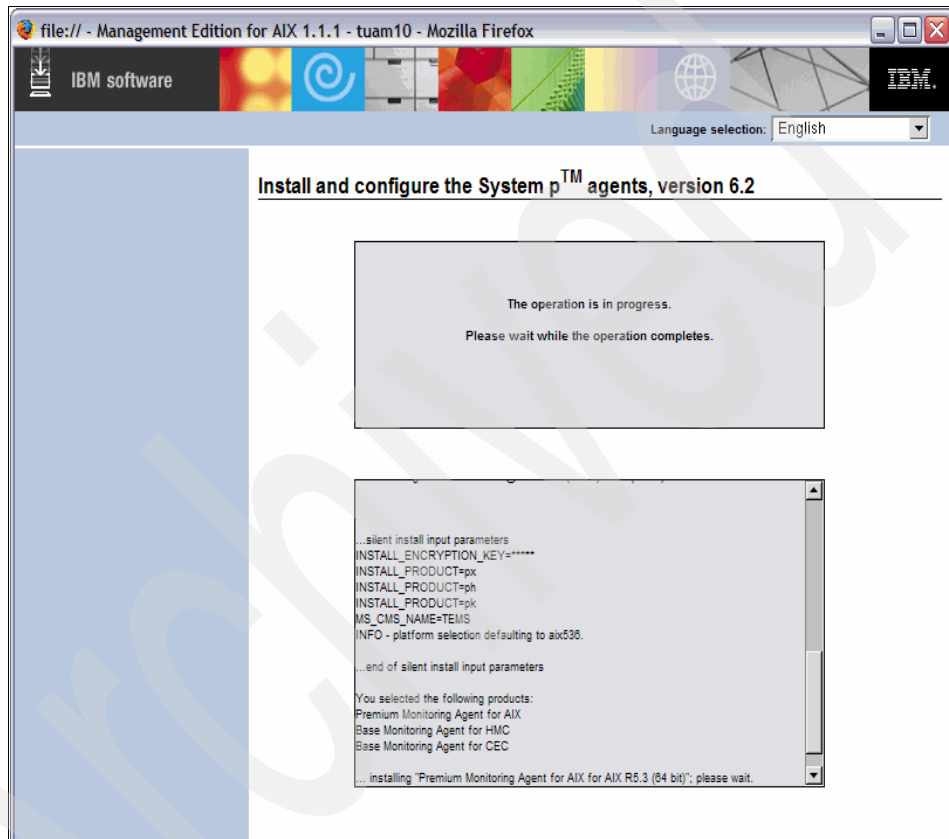 file:// - Management Edition for AIX 1.1.1 - tuam10 - Mozilla Firefox
IBM software
IBM.
Language selection: English
Install and configure the System p™ agents, version 6.2
The operation is in progress.
Please wait while the operation completes.
...silent install input parameters
INSTALL_ENCRYPTION_KEY=*****
INSTALL_PRODUCT=px
INSTALL_PRODUCT=ph
INSTALL_PRODUCT=pk
MS_CMS_NAME=TEMS
INFO - platform selection defaulting to aix536.
...end of silent install input parameters
You selected the following products:
Premium Monitoring Agent for AIX
Base Monitoring Agent for HMC
Base Monitoring Agent for CEC
... installing "Premium Monitoring Agent for AIX for AIX R5.3 (64 bit)"; please wait.